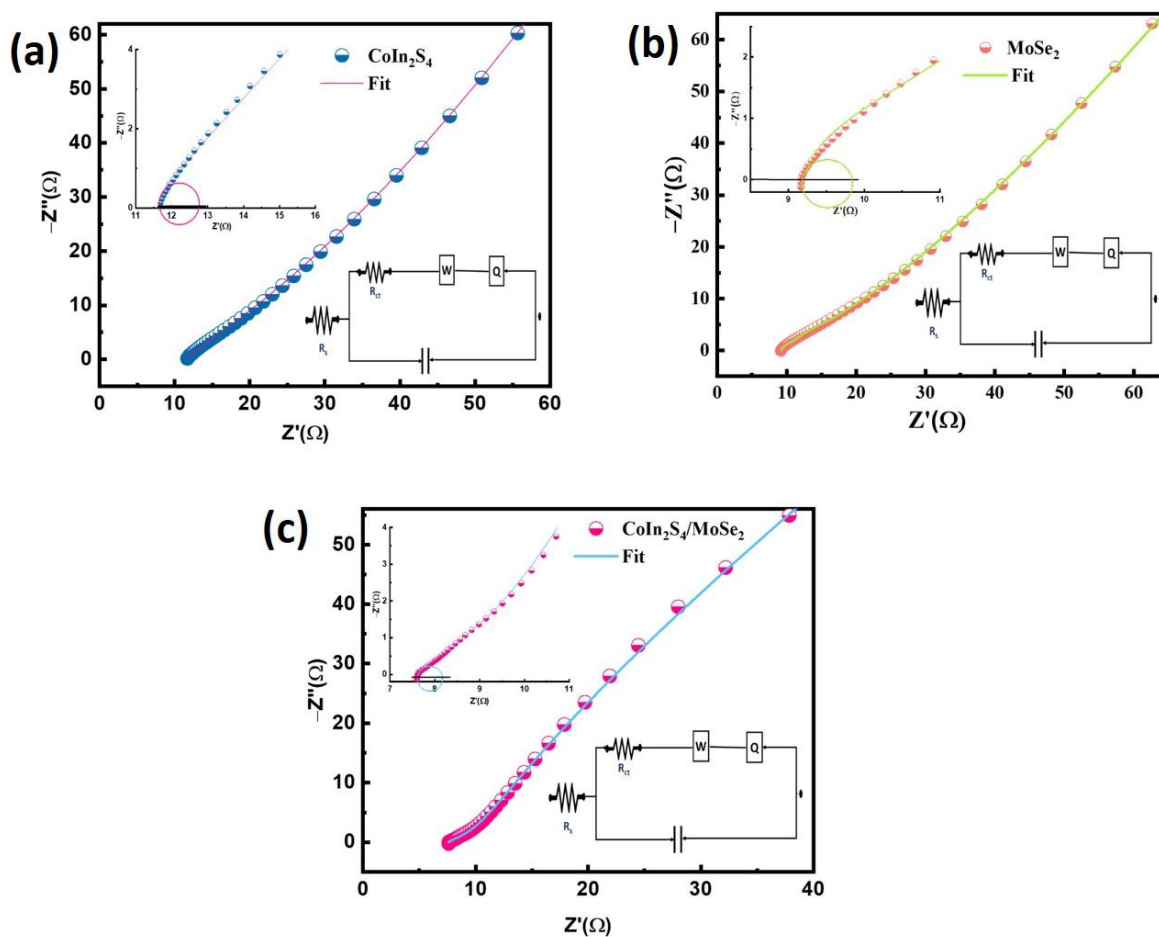 (a)
CoIn₂S₄
Fit
−Z''(Ω)
4
2
0
11 12 13 14 15 16
Z'(Ω)
60
50
40
30
20
10
0
−Z''(Ω)
Rₛ
R_ct
W
Q
0 10 20 30 40 50 60
Z'(Ω)
(b)
MoSe₂
Fit
−Z''(Ω)
2
1
0
9 10 11
Z'(Ω)
60
50
40
30
20
10
0
−Z''(Ω)
Rₛ
R_ct
W
Q
0 10 20 30 40 50 60
Z'(Ω)
(c)
CoIn₂S₄/MoSe₂
Fit
−Z''(Ω)
4
3
2
1
0
7 8 9 10 11
Z'(Ω)
50
40
30
20
10
0
−Z''(Ω)
Rₛ
R_ct
W
Q
0 10 20 30 40
Z'(Ω)